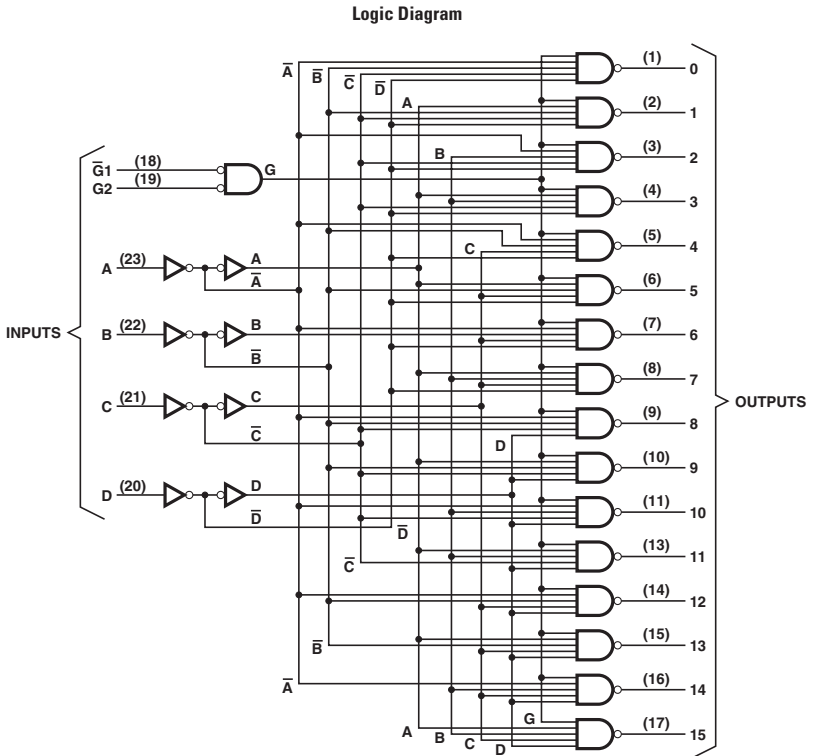 Logic Diagram
A̅
B̅
C̅
D̅
(1) 0
A
(2) 1
B
(3) 2
G̅1 (18)
G2 (19)
G
(4) 3
C
(5) 4
A (23)
A
A̅
(6) 5
INPUTS
B (22)
B
B̅
(7) 6
(8) 7
OUTPUTS
C (21)
C
C̅
(9) 8
D
(10) 9
D (20)
D
D̅
D̅
(11) 10
C̅
(13) 11
(14) 12
B̅
(15) 13
A̅
(16) 14
G
(17) 15
A
B
C
D